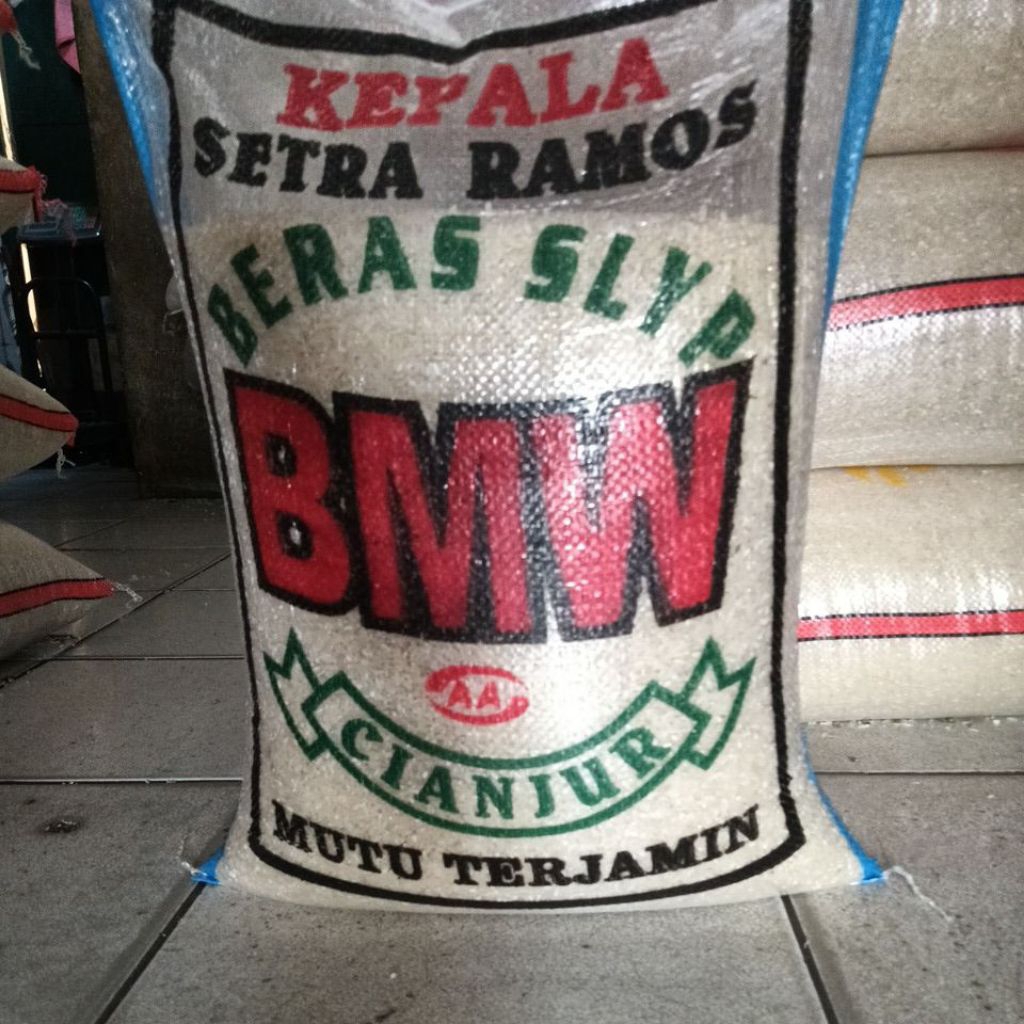 KEPALA
SETRA RAMOS
BERAS SLYP
BMW
AA
CIANJUR
MUTU TERJAMIN